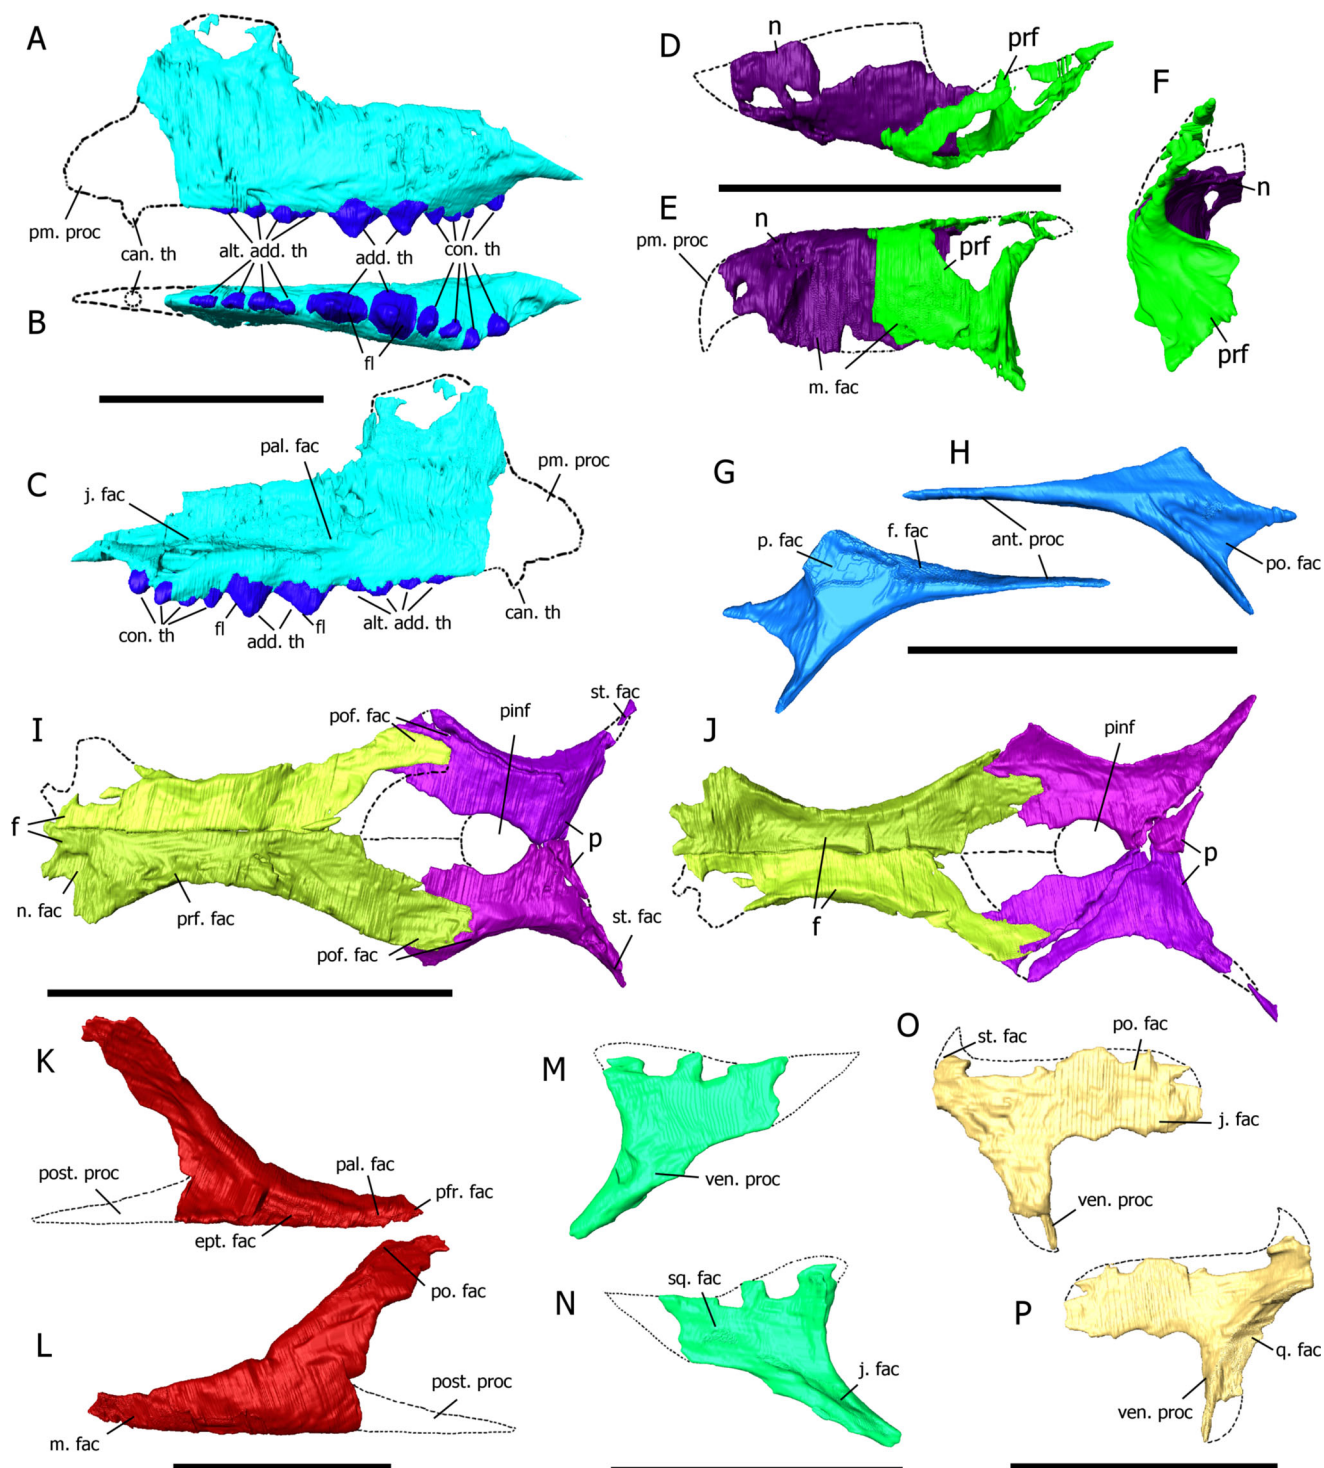 A
pm. proc
can. th
alt. add. th
add. th
con. th
B
fl
C
j. fac
pal. fac
pm. proc
con. th
fl
add. th
fl
alt. add. th
can. th
D
n
prf
E
pm. proc
n
prf
m. fac
F
n
prf
G
p. fac
f. fac
H
ant. proc
po. fac
I
pof. fac
pinf
st. fac
f
p
n. fac
prf. fac
pof. fac
st. fac
J
pinf
p
f
K
post. proc
pal. fac
pfr. fac
ept. fac
L
po. fac
post. proc
m. fac
M
ven. proc
N
sq. fac
j. fac
O
st. fac
po. fac
j. fac
ven. proc
P
q. fac
ven. proc